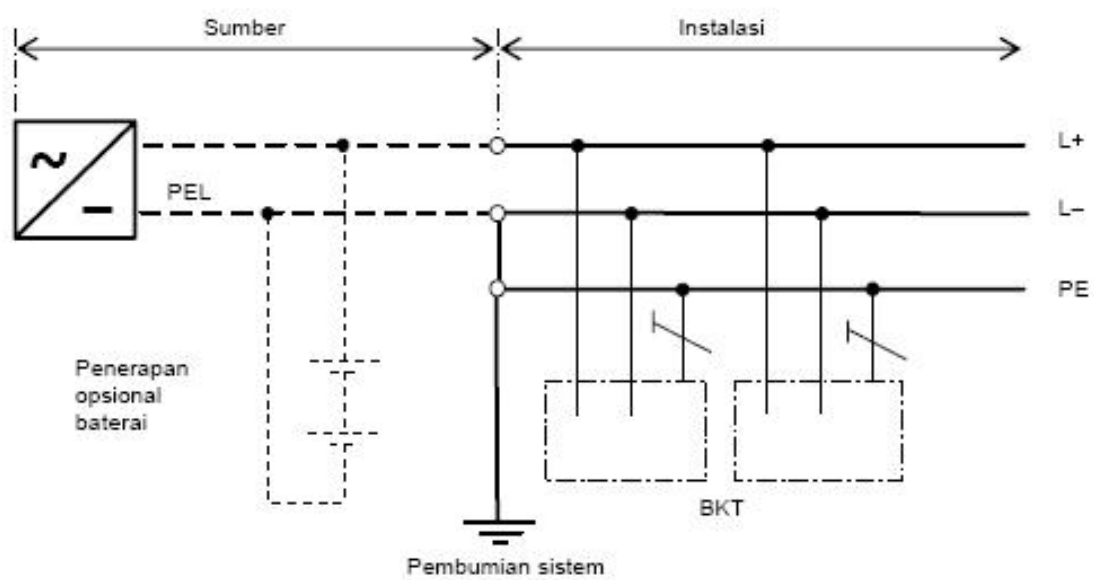 Sumber
Instalasi
L+
PEL
L–
PE
Penerapan
opsional
baterai
BKT
Pembumian sistem